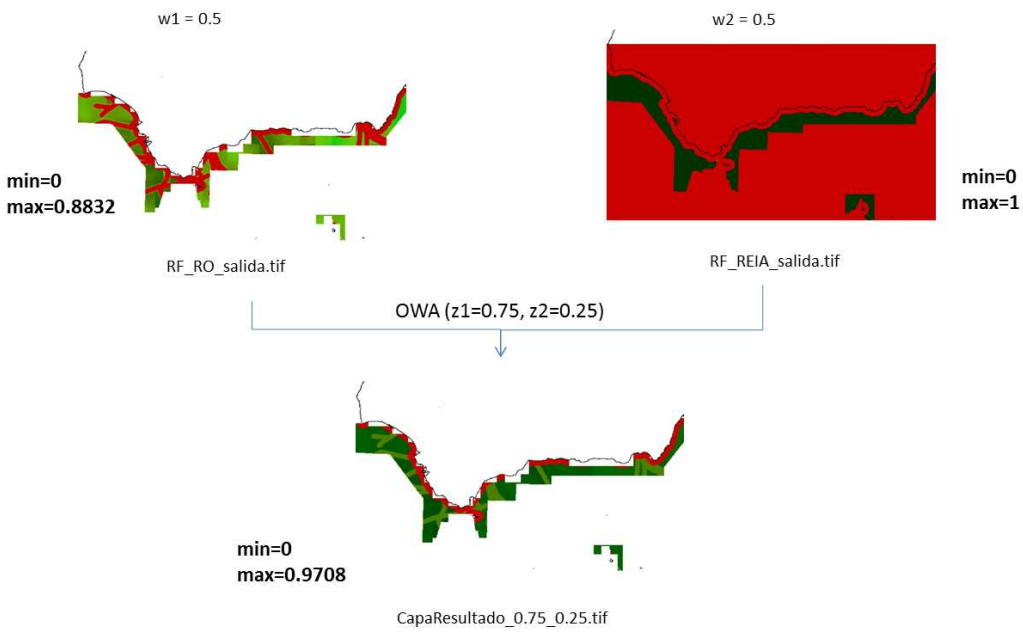 w1 = 0.5
w2 = 0.5
min=0
max=0.8832
min=0
max=1
RF_RO_salida.tif
RF_REIA_salida.tif
OWA (z1=0.75, z2=0.25)
min=0
max=0.9708
CapaResultado_0.75_0.25.tif